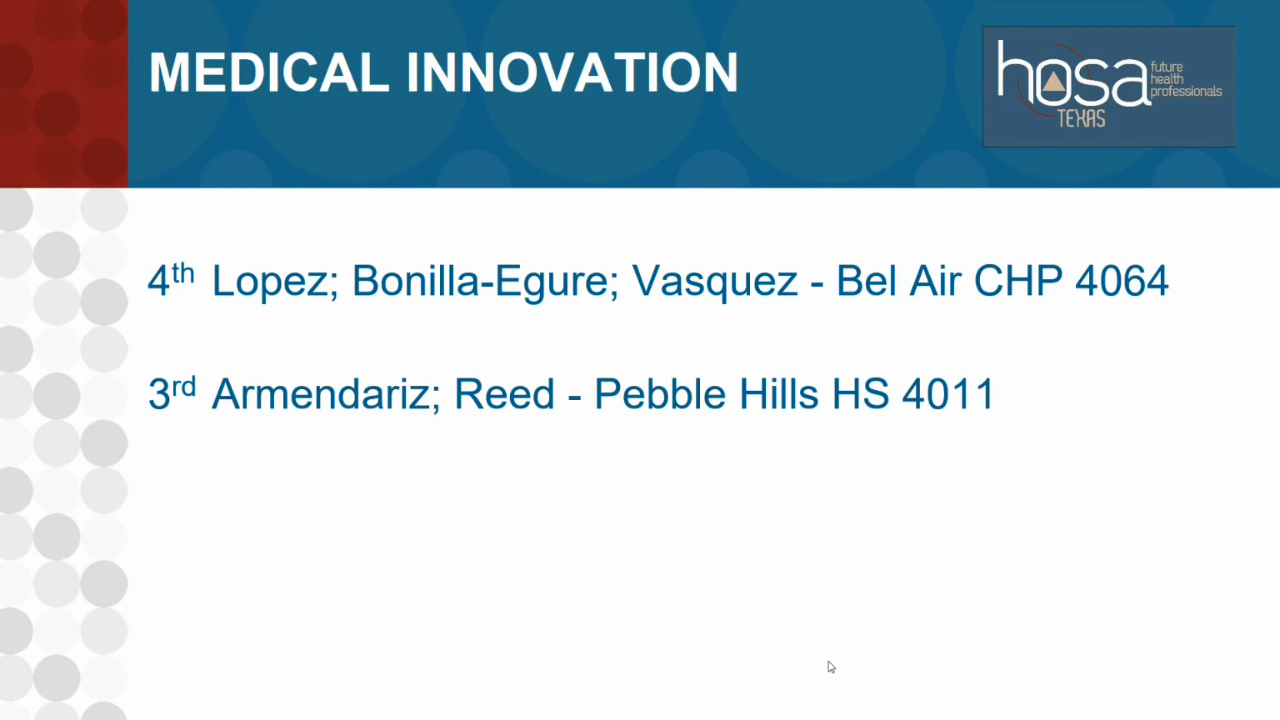 MEDICAL INNOVATION
hosa
future
health
professionals
TEXAS
4th Lopez; Bonilla-Egure; Vasquez - Bel Air CHP 4064
3rd Armendariz; Reed - Pebble Hills HS 4011